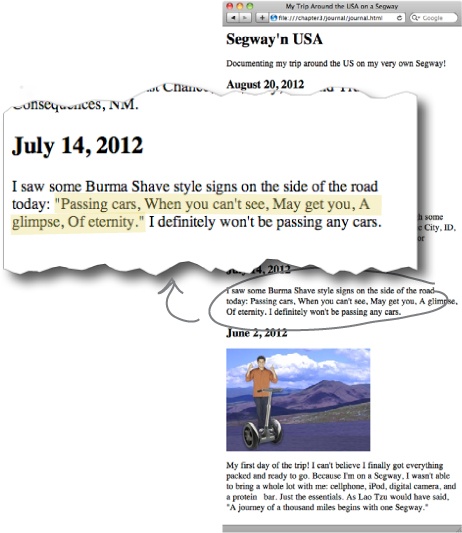 My Trip Around the USA on a Segway
file:///chapter3/journal/journal.html
Google
Segway'n USA
Documenting my trip around the US on my very own Segway!
August 20, 2012
Consequences, NM.
July 14, 2012
I saw some Burma Shave style signs on the side of the road
today: "Passing cars, When you can't see, May get you, A
glimpse, Of eternity." I definitely won't be passing any cars.
some
City, ID,
or
14, 2012
I saw some Burma Shave style signs on the side of the road
today: Passing cars, When you can't see, May get you, A glimpse,
Of eternity. I definitely won't be passing any cars.
June 2, 2012
My first day of the trip! I can't believe I finally got everything
packed and ready to go. Because I'm on a Segway, I wasn't able
to bring a whole lot with me: cellphone, iPod, digital camera, and
a protein bar. Just the essentials. As Lao Tzu would have said,
"A journey of a thousand miles begins with one Segway."